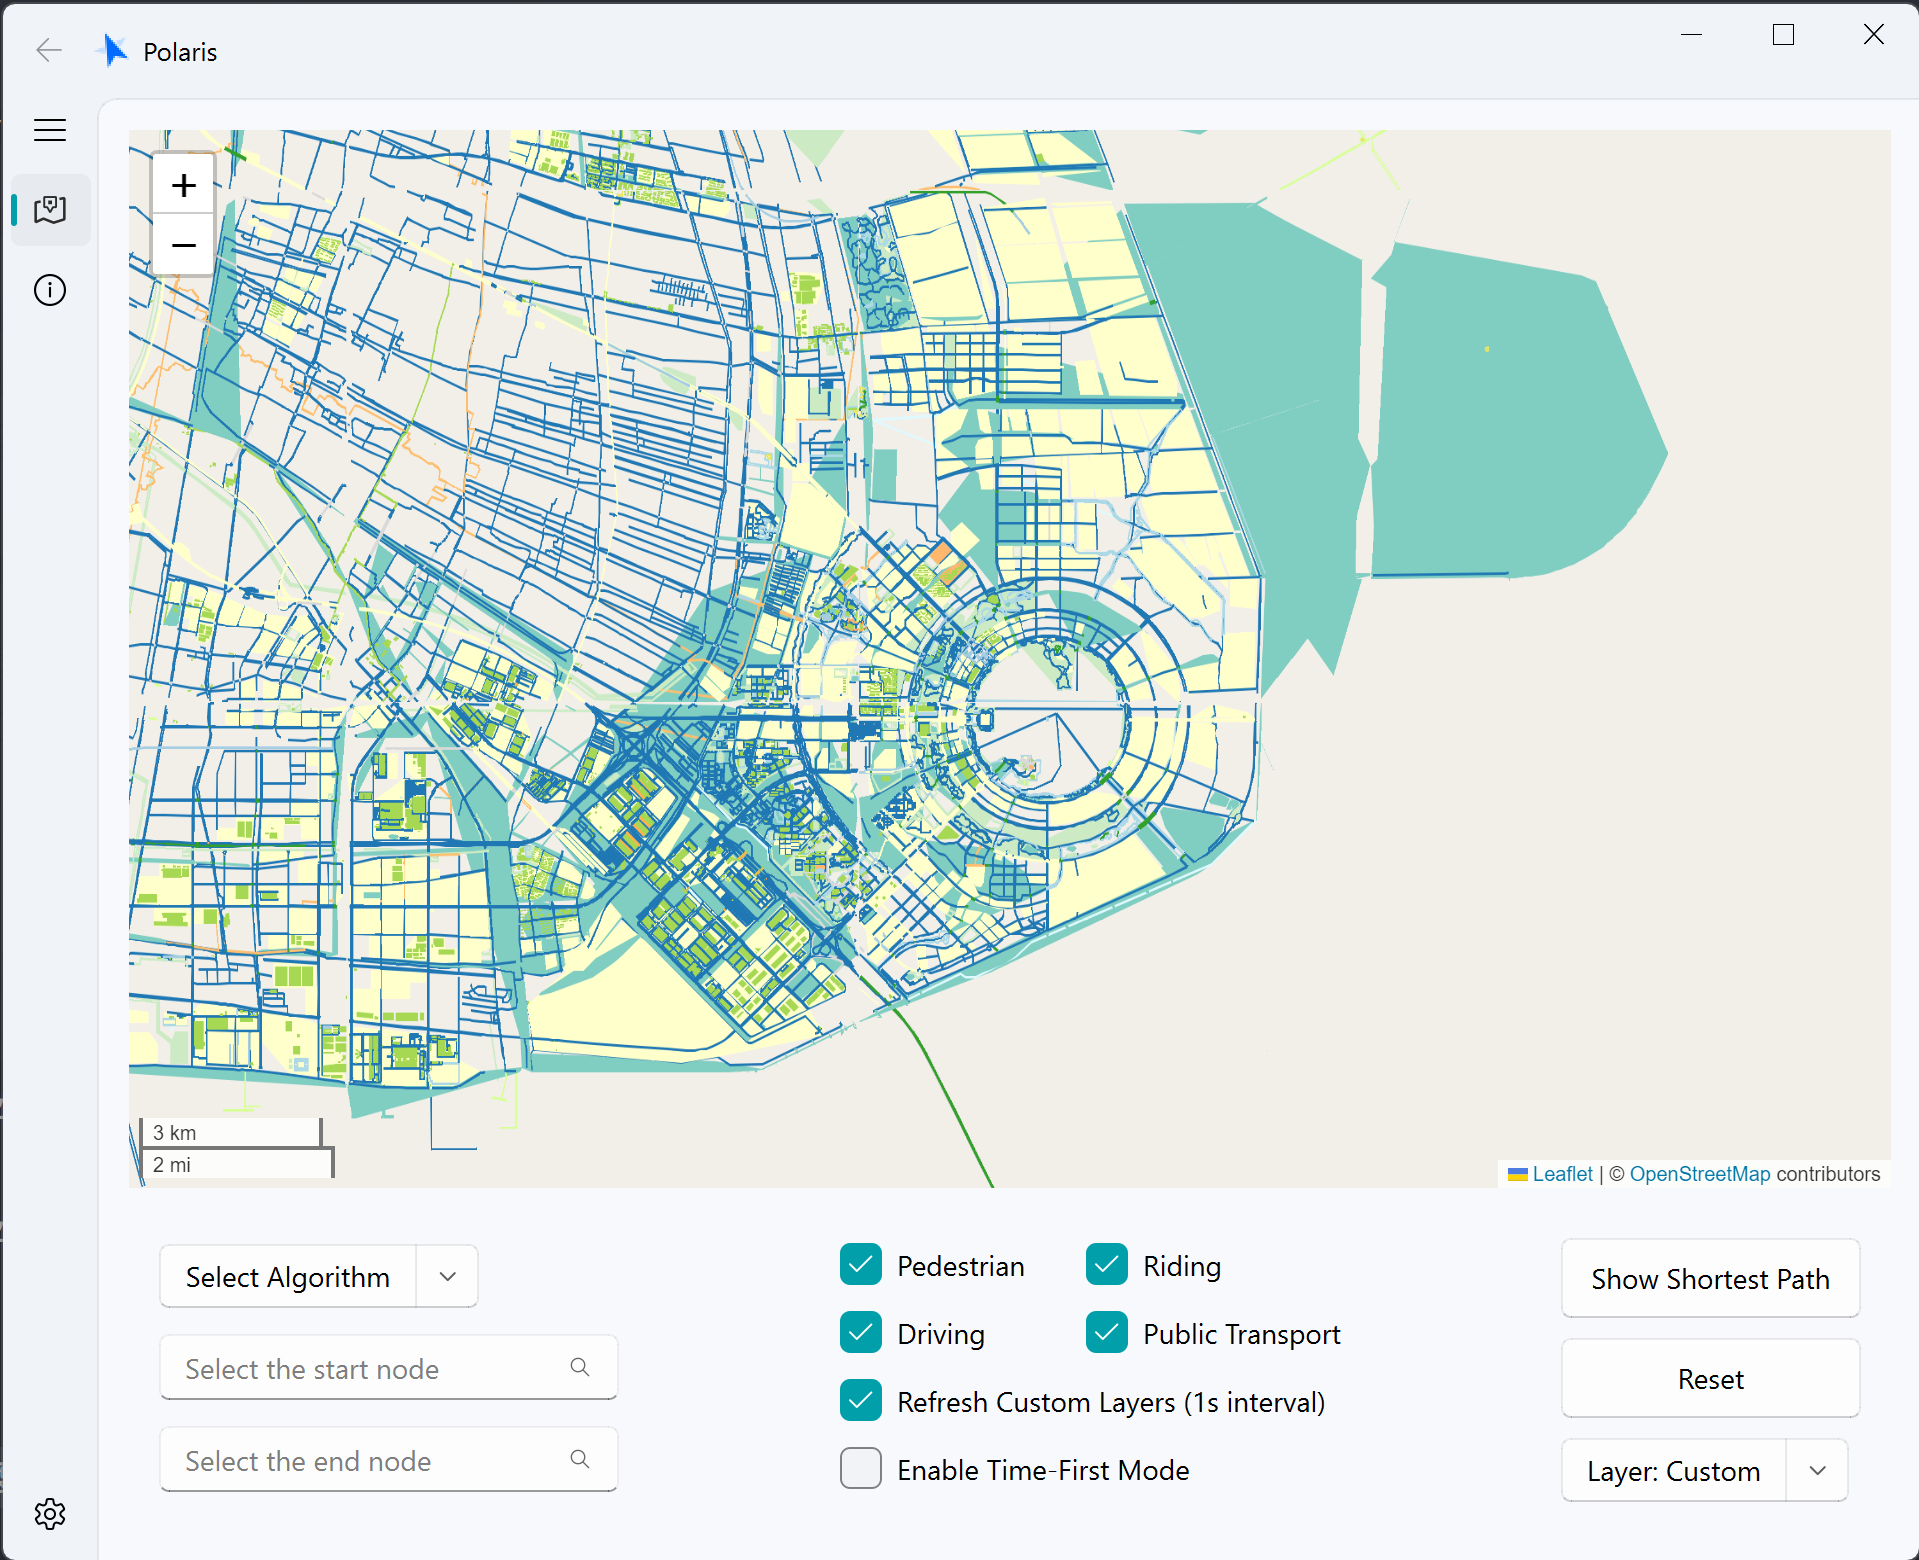 Polaris
+
−
3 km
2 mi
Leaflet | © OpenStreetMap contributors
Select Algorithm
Select the start node
Select the end node
Pedestrian
Riding
Driving
Public Transport
Refresh Custom Layers (1s interval)
Enable Time-First Mode
Show Shortest Path
Reset
Layer: Custom